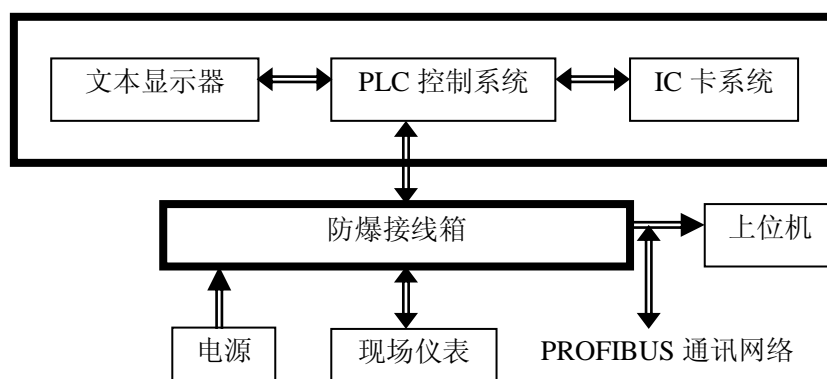 文本显示器
PLC 控制系统
IC 卡系统
防爆接线箱
上位机
电源
现场仪表
PROFIBUS 通讯网络